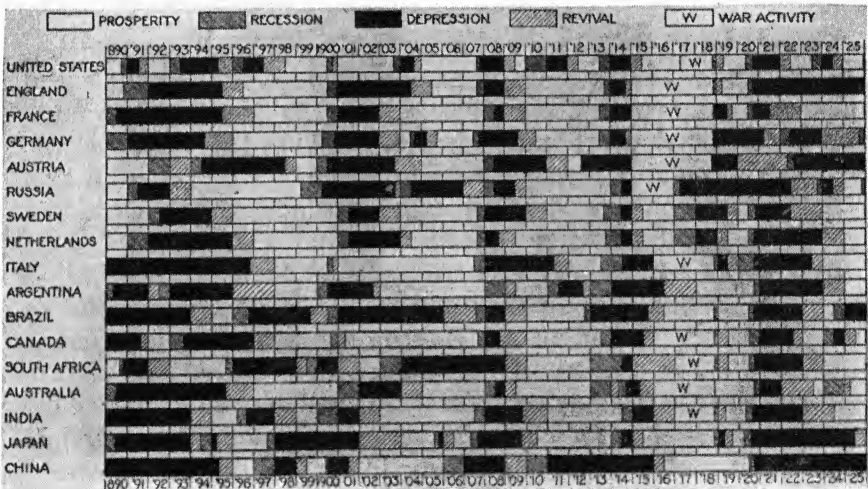 PROSPERITY RECESSION DEPRESSION REVIVAL W WAR ACTIVITY
1890 '91 '92 '93 '94 '95 '96 '97 '98 '99 1900 '01 '02 '03 '04 '05 '06 '07 '08 '09 '10 '11 '12 '13 '14 '15 '16 '17 '18 '19 '20 '21 '22 '23 '24 '25
UNITED STATES W
ENGLAND W
FRANCE W
GERMANY W
AUSTRIA W
RUSSIA W
SWEDEN
NETHERLANDS
ITALY W
ARGENTINA
BRAZIL
CANADA W
SOUTH AFRICA W
AUSTRALIA W
INDIA W
JAPAN
CHINA
1890 '91 '92 '93 '94 '95 '96 '97 '98 '99 1900 '01 '02 '03 '04 '05 '06 '07 '08 '09 '10 '11 '12 '13 '14 '15 '16 '17 '18 '19 '20 '21 '22 '23 '24 '25